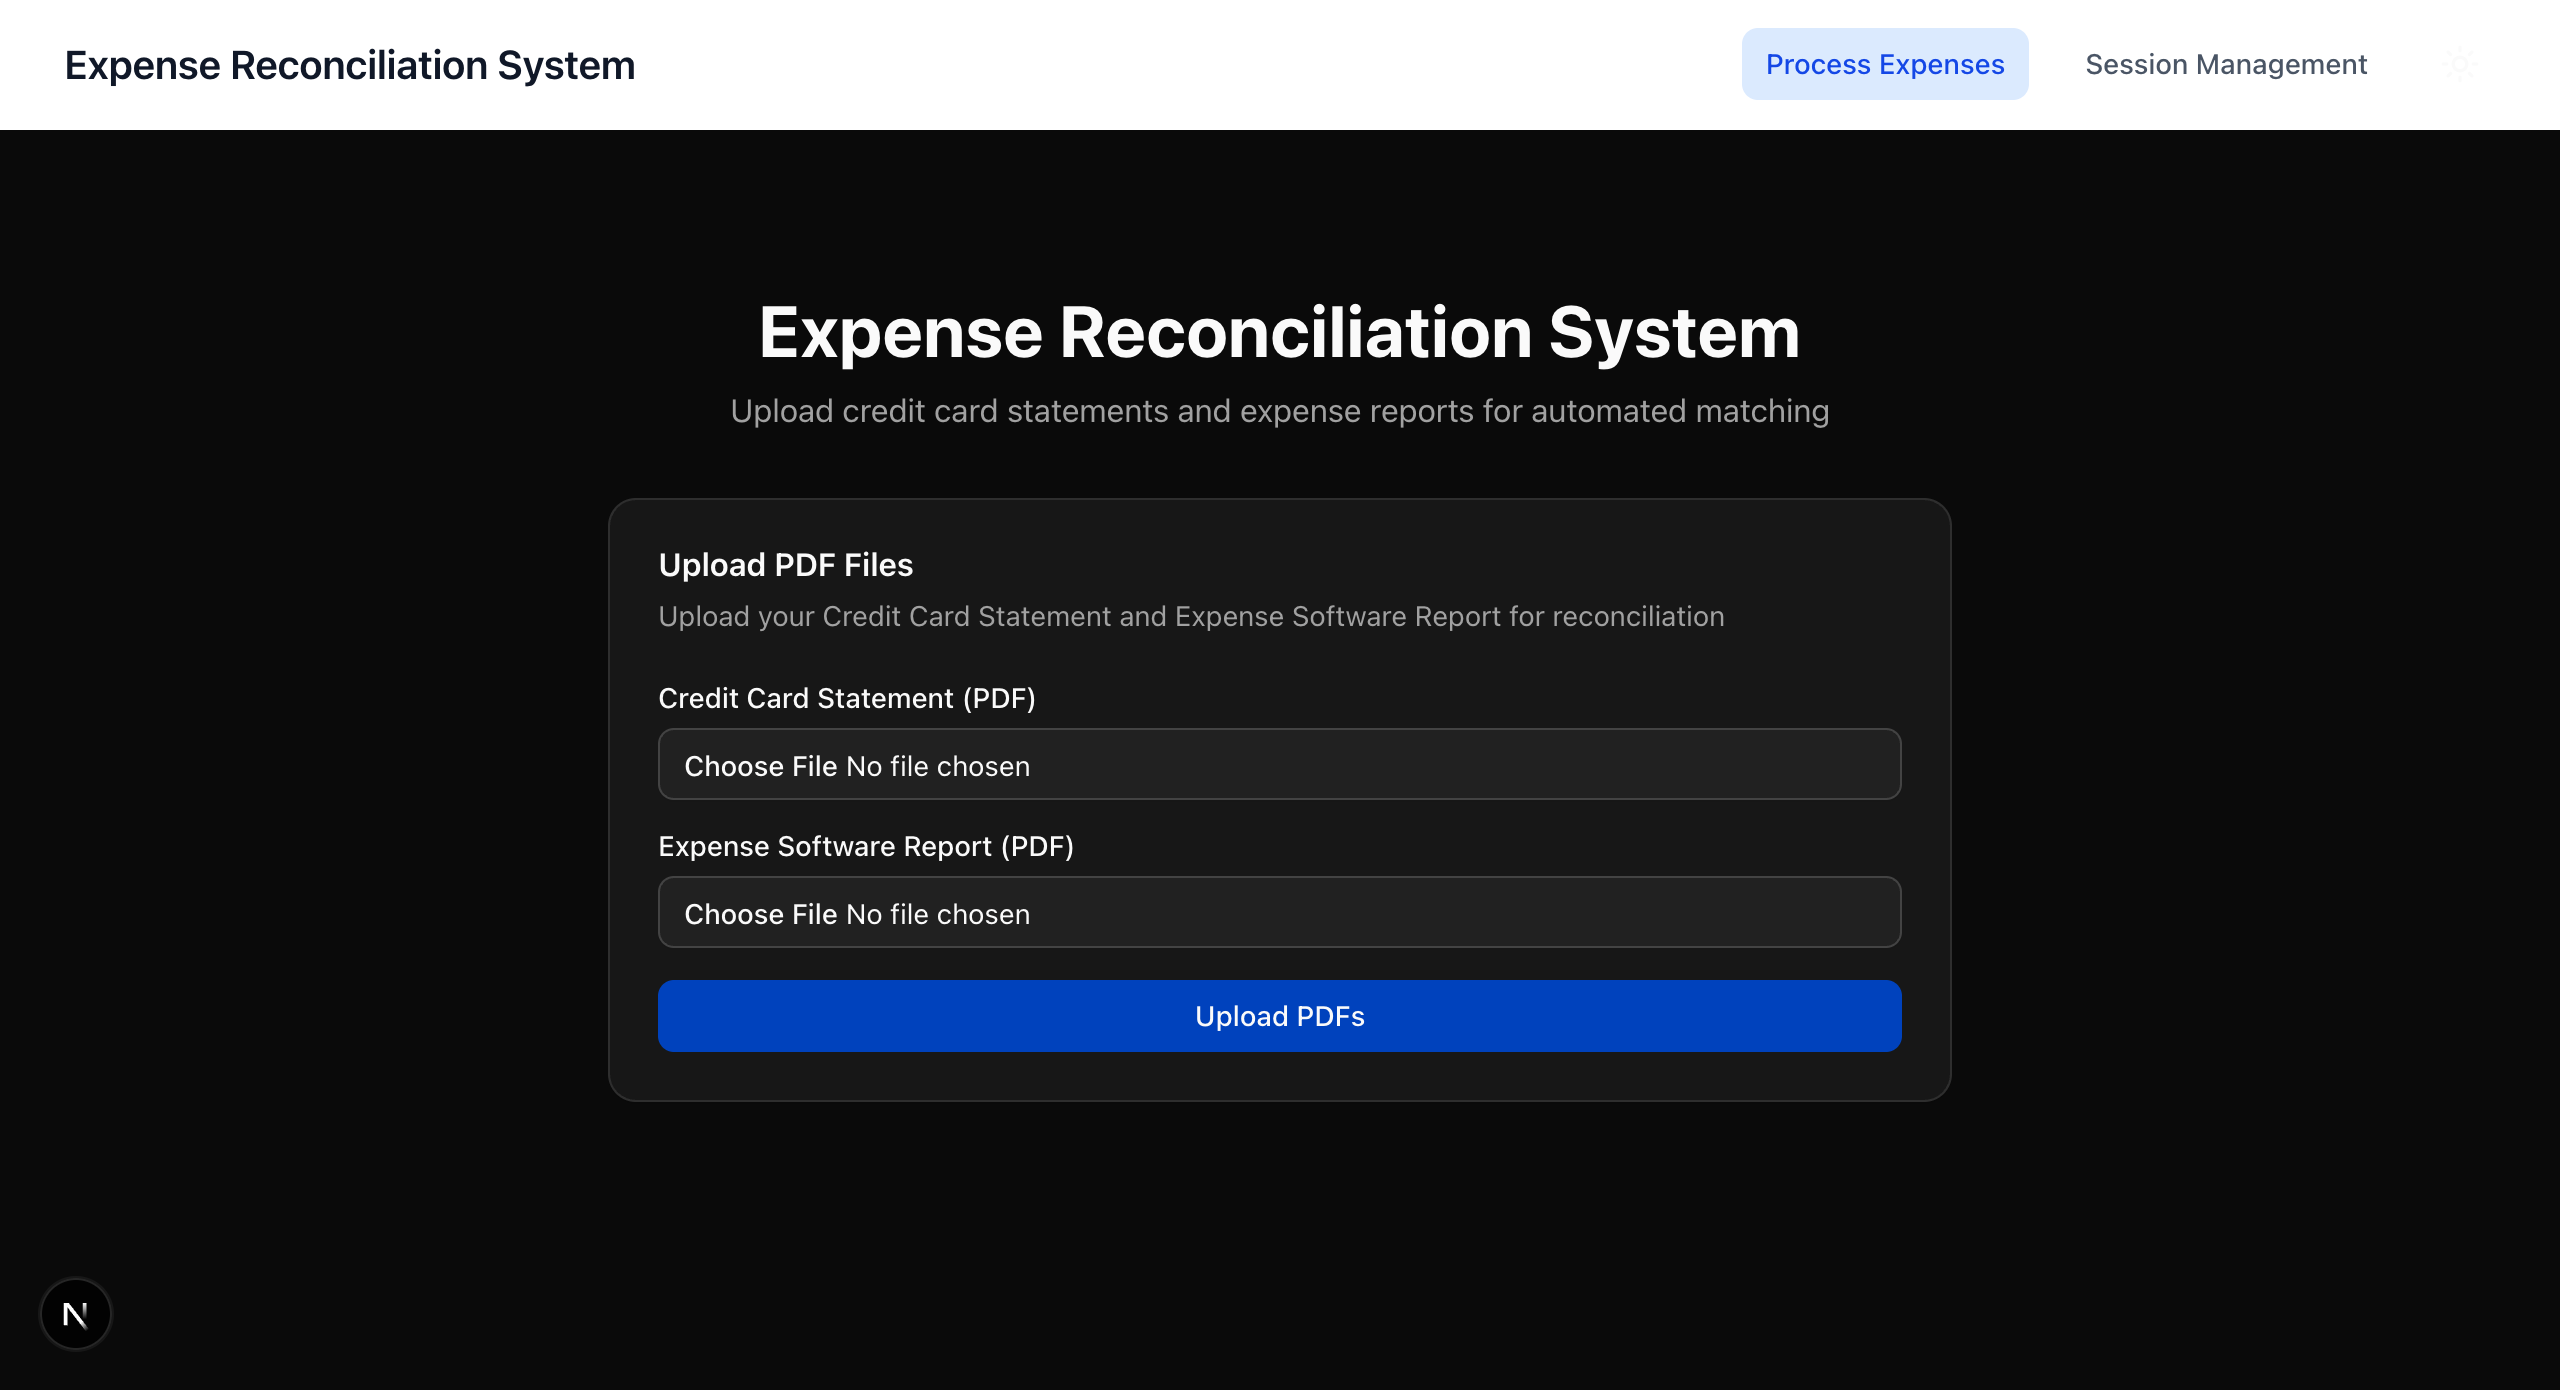 Expense Reconciliation System
Process Expenses
Session Management
Expense Reconciliation System
Upload credit card statements and expense reports for automated matching
Upload PDF Files
Upload your Credit Card Statement and Expense Software Report for reconciliation
Credit Card Statement (PDF)
Choose File No file chosen
Expense Software Report (PDF)
Choose File No file chosen
Upload PDFs
N